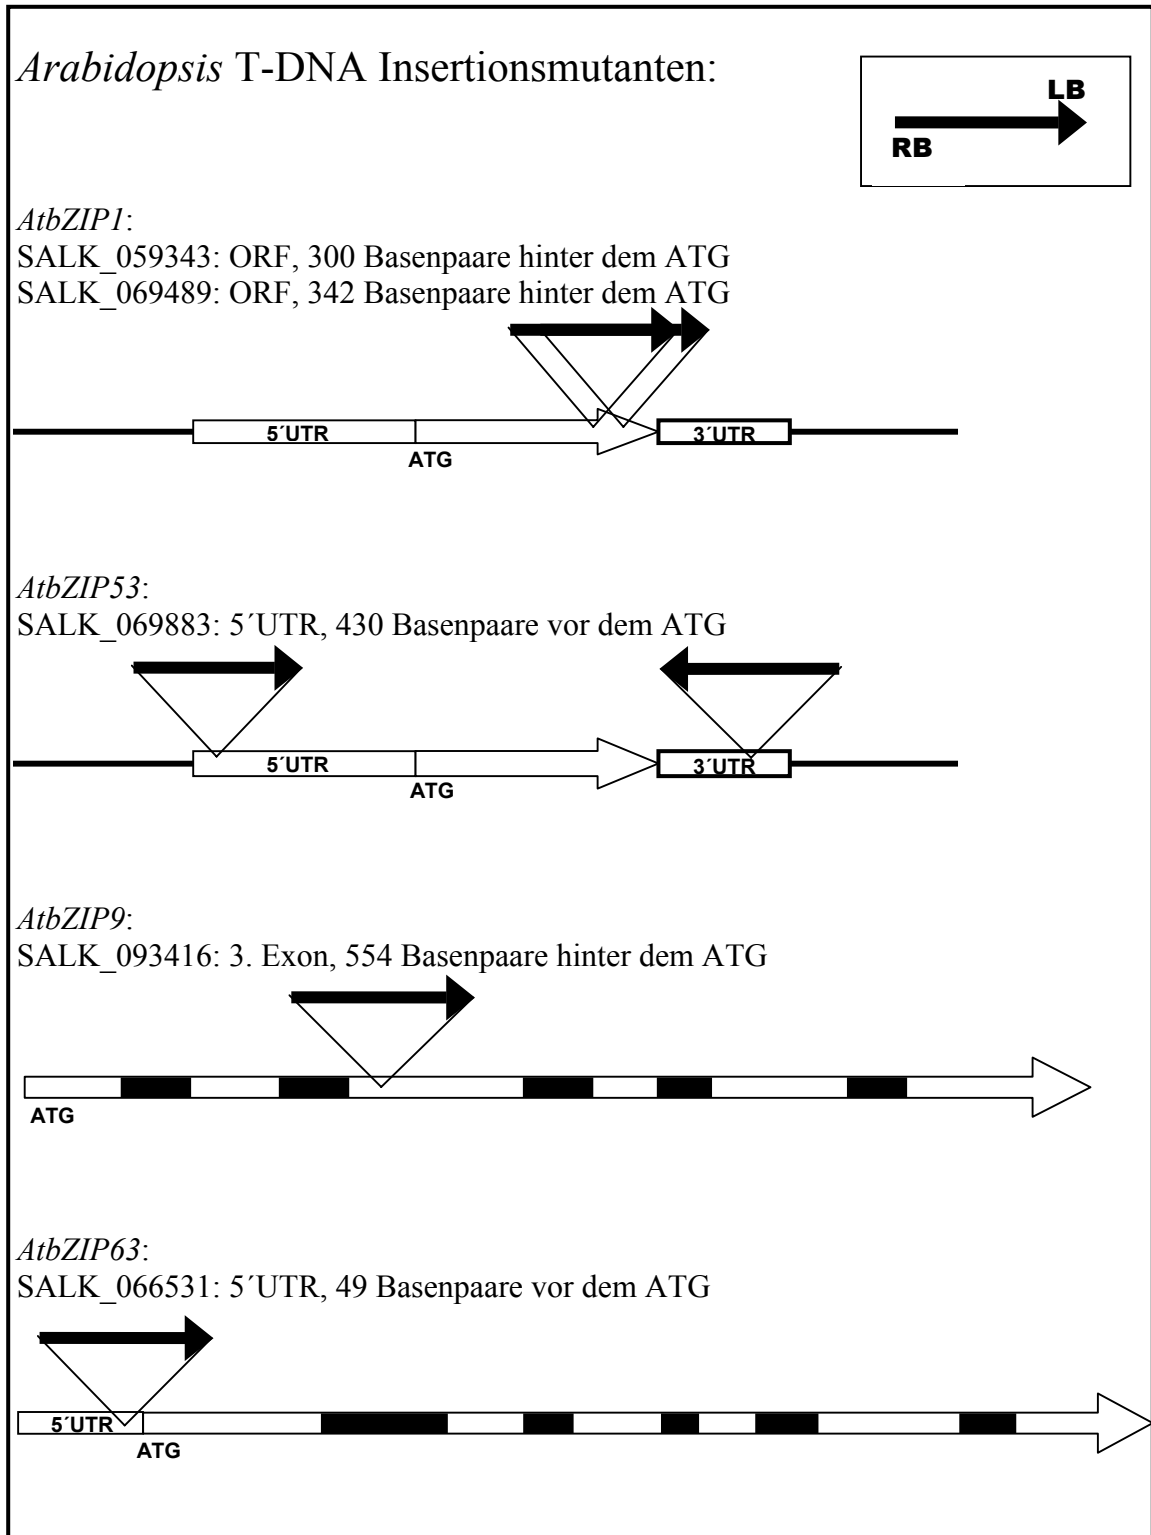 Arabidopsis T-DNA Insertionsmutanten:
LB
RB
AtbZIP1:
SALK_059343: ORF, 300 Basenpaare hinter dem ATG
SALK_069489: ORF, 342 Basenpaare hinter dem ATG
5´UTR
3´UTR
ATG
AtbZIP53:
SALK_069883: 5´UTR, 430 Basenpaare vor dem ATG
5´UTR
3´UTR
ATG
AtbZIP9:
SALK_093416: 3. Exon, 554 Basenpaare hinter dem ATG
ATG
AtbZIP63:
SALK_066531: 5´UTR, 49 Basenpaare vor dem ATG
5´UTR
ATG